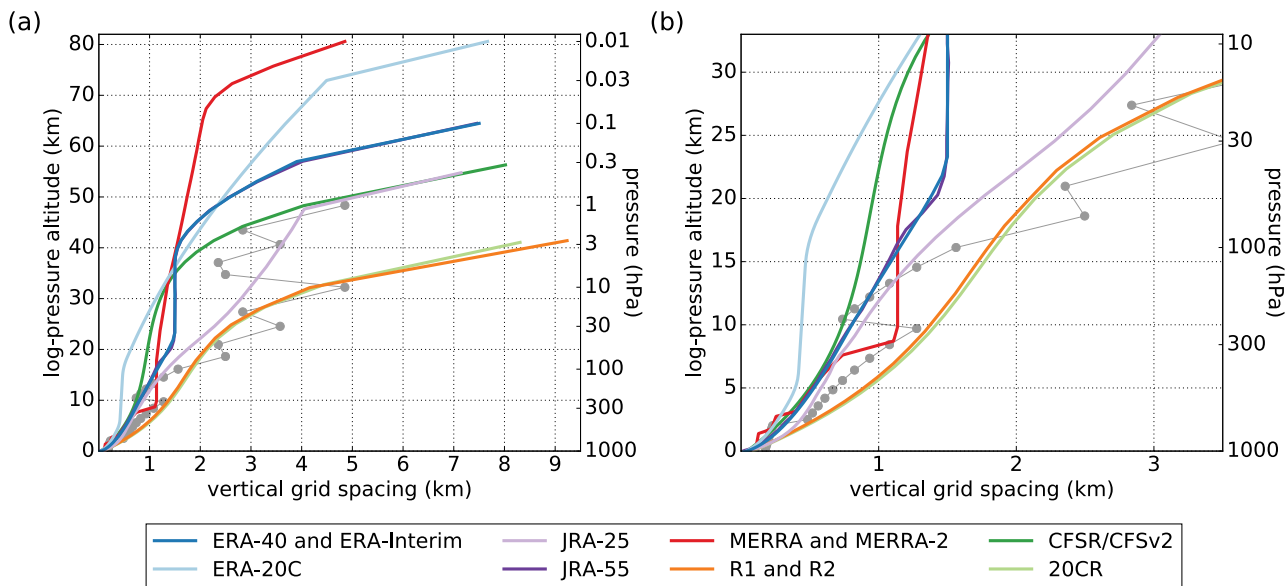 (a)
(b)
log-pressure altitude (km)
80
70
60
50
40
30
20
10
0
1 2 3 4 5 6 7 8 9
vertical grid spacing (km)
0.01
0.03
0.1
0.3
1
3
10
30
100
300
1000
pressure (hPa)
log-pressure altitude (km)
30
25
20
15
10
5
0
1 2 3
vertical grid spacing (km)
10
30
100
300
1000
pressure (hPa)
ERA-40 and ERA-Interim JRA-25 MERRA and MERRA-2 CFSR/CFSv2
ERA-20C JRA-55 R1 and R2 20CR